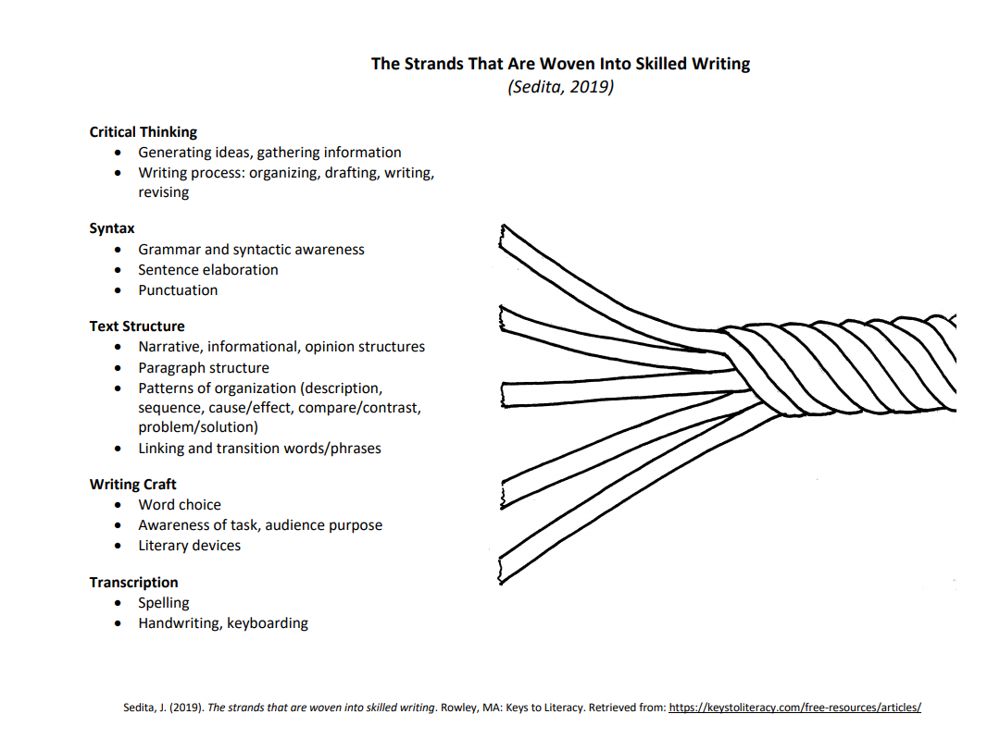 The Strands That Are Woven Into Skilled Writing
(Sedita, 2019)
Critical Thinking
• Generating ideas, gathering information
• Writing process: organizing, drafting, writing,
revising
Syntax
• Grammar and syntactic awareness
• Sentence elaboration
• Punctuation
Text Structure
• Narrative, informational, opinion structures
• Paragraph structure
• Patterns of organization (description,
sequence, cause/effect, compare/contrast,
problem/solution)
• Linking and transition words/phrases
Writing Craft
• Word choice
• Awareness of task, audience purpose
• Literary devices
Transcription
• Spelling
• Handwriting, keyboarding
Sedita, J. (2019). The strands that are woven into skilled writing. Rowley, MA: Keys to Literacy. Retrieved from: https://keystoliteracy.com/free-resources/articles/